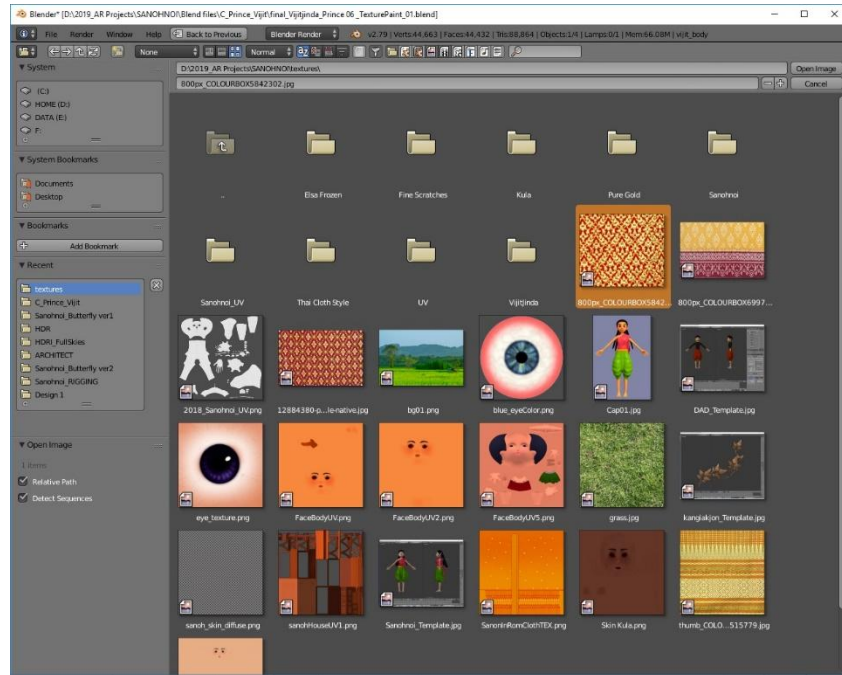 Blender* [D:\2019_AR Projects\SANOHNOI\Blend files\C_Prince_Vijit\final_Vijitjinda_Prince 06 _TexturePaint_01.blend]
File Render Window Help Back to Previous Blender Render v2.79 | Verts:44,663 | Faces:44,432 | Tris:88,864 | Objects:1/4 | Lamps:0/1 | Mem:66.08M | vijit_body
None Normal
System
(C:)
HOME (D:)
DATA (E:)
F:
System Bookmarks
Documents
Desktop
Bookmarks
Add Bookmark
Recent
textures
C_Prince_Vijit
Sanohnoi_Butterfly ver1
HDR
HDRI_FullSkies
ARCHITECT
Sanohnoi_Butterfly ver2
Sanohnoi_RIGGING
Design 1
Open Image
1 items
Relative Path
Detect Sequences
D:\2019_AR Projects\SANOHNOI\textures\ Open Image
800px_COLOURBOX5842302.jpg Cancel
.. Elsa Frozen Fine Scratches Kula Pure Gold Sanohnoi
Sanohnoi_UV Thai Cloth Style UV Vijitjinda 800px_COLOURBOX5842... 800px_COLOURBOX6997...
2018_Sanohnoi_UV.png 12884380-p...le-native.jpg bg01.png blue_eyeColor.png Cap01.jpg DAD_Template.jpg
eye_texture.png FaceBodyUV.png FaceBodyUV2.png FaceBodyUV5.png grass.jpg kangiakjon_Template.jpg
sanoh_skin_diffuse.png sanohHouseUV1.png Sanohnoi_Template.jpg SanonInRomClothTEX.png Skin Kula.png thumb_COLO...515779.jpg